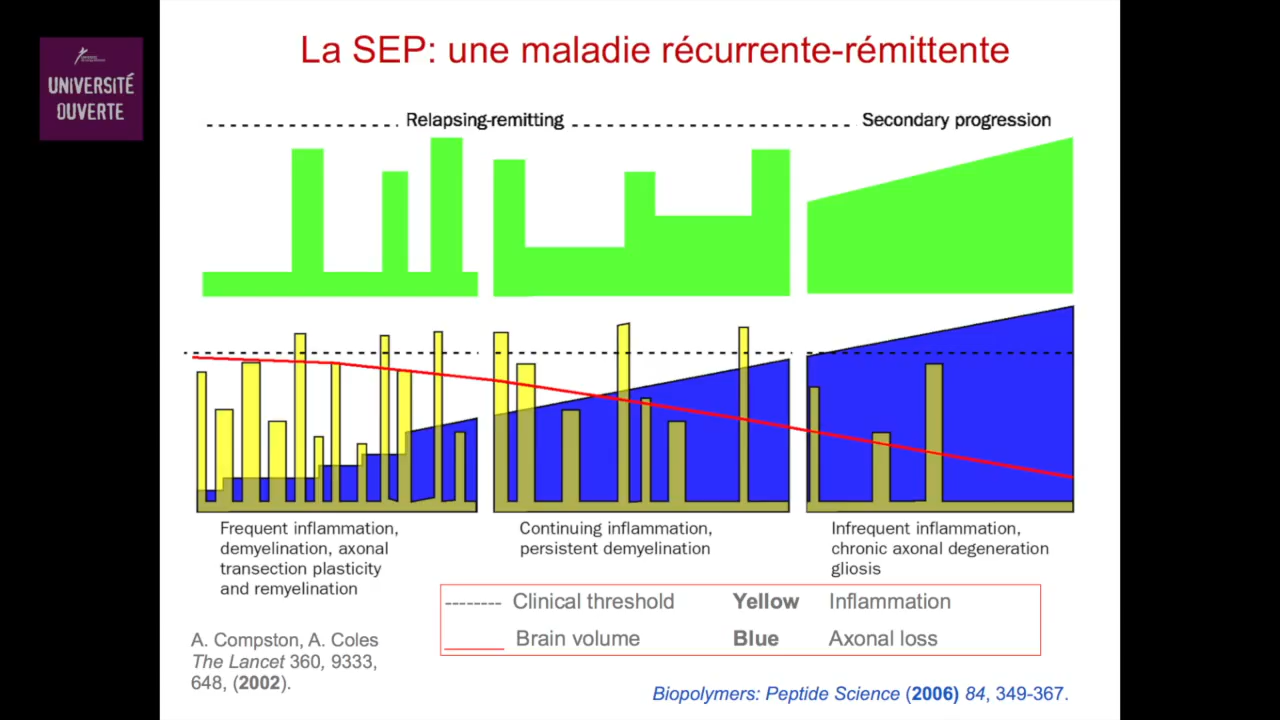 UNIVERSITÉ
OUVERTE
La SEP: une maladie récurrente-rémittente
Relapsing-remitting
Secondary progression
Frequent inflammation,
demyelination, axonal
transection plasticity
and remyelination
Continuing inflammation,
persistent demyelination
Infrequent inflammation,
chronic axonal degeneration
gliosis
Clinical threshold
Yellow
Inflammation
Brain volume
Blue
Axonal loss
A. Compston, A. Coles
The Lancet 360, 9333,
648, (2002).
Biopolymers: Peptide Science (2006) 84, 349-367.